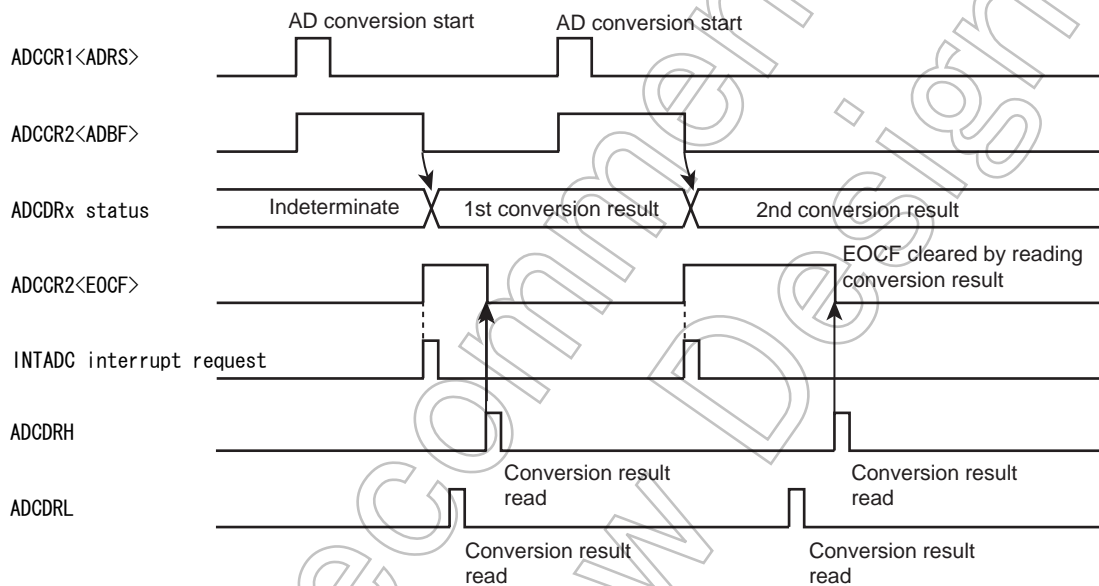 AD conversion start
AD conversion start
ADCCR1<ADRS>
ADCCR2<ADBF>
ADCDRx status
Indeterminate
1st conversion result
2nd conversion result
EOCF cleared by reading
conversion result
ADCCR2<EOCF>
INTADC interrupt request
ADCDRH
Conversion result
read
Conversion result
read
ADCDRL
Conversion result
read
Conversion result
read